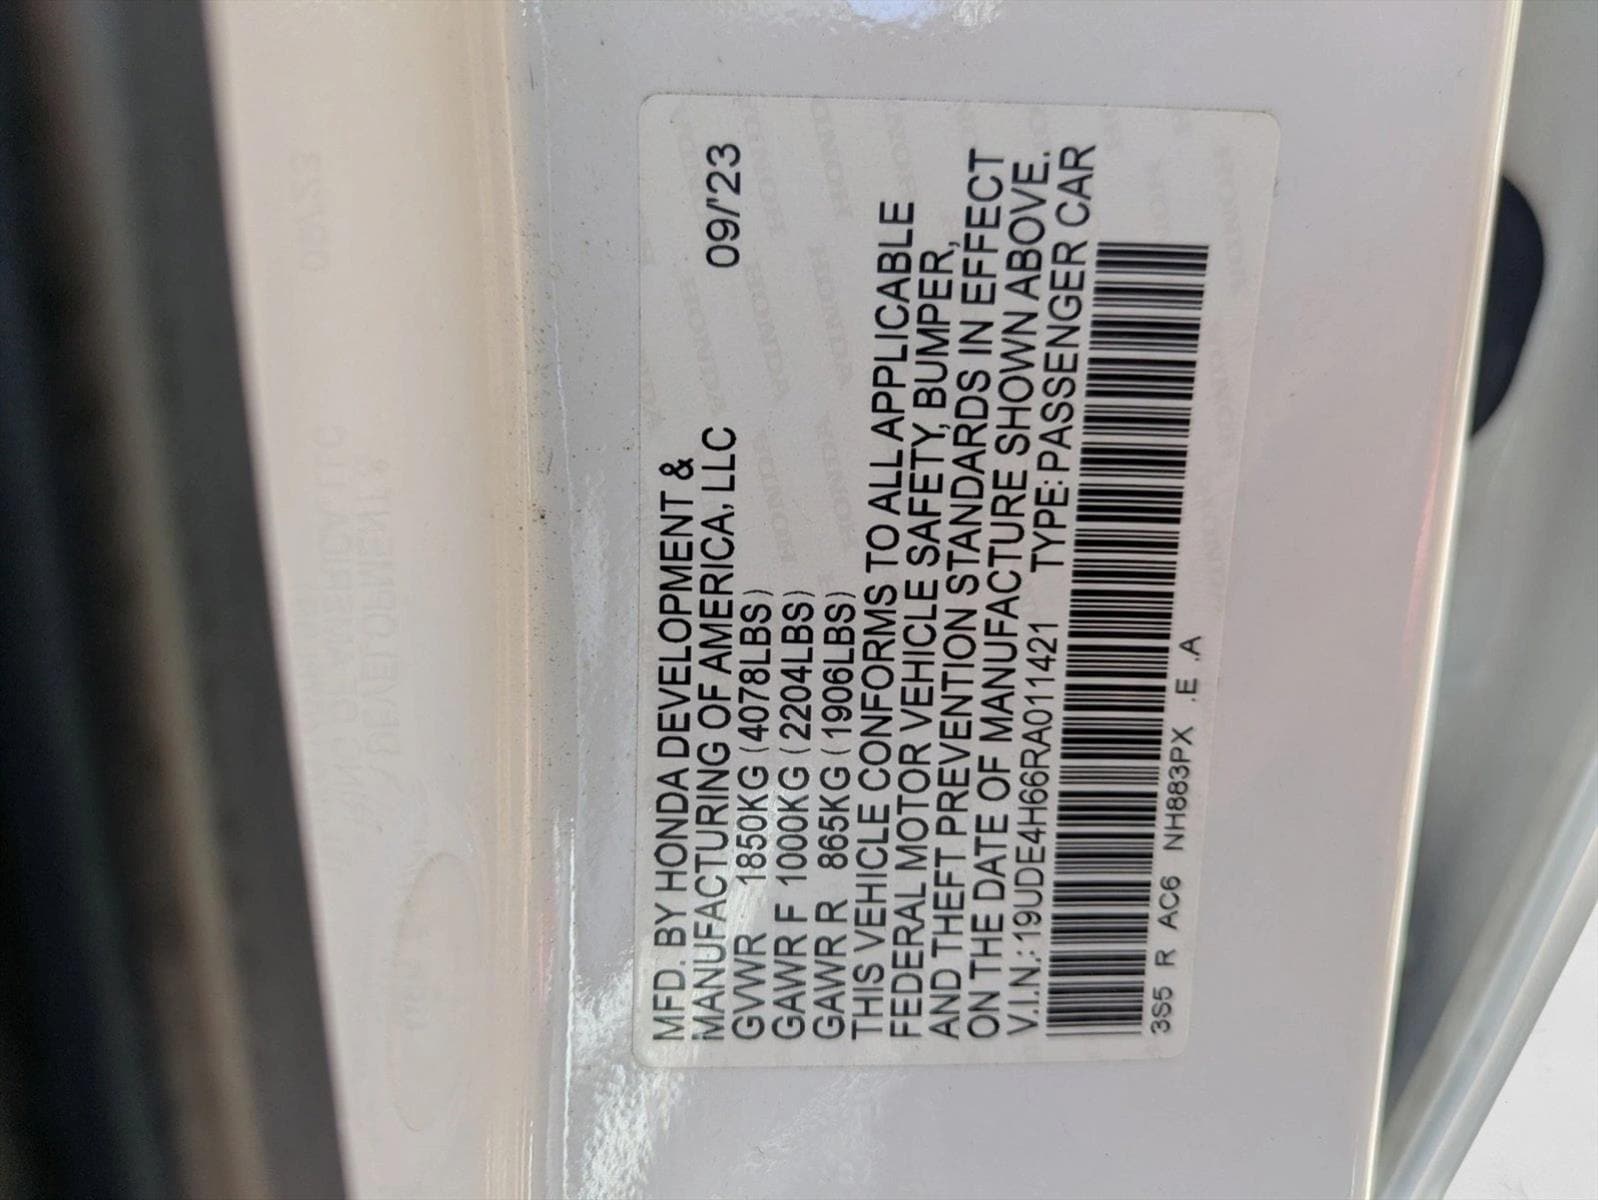 MFD. BY HONDA DEVELOPMENT &
MANUFACTURING OF AMERICA, LLC 09/'23
GVWR 1850KG (4078LBS)
GAWR F 1000KG (2204LBS)
GAWR R 865KG (1906LBS)
THIS VEHICLE CONFORMS TO ALL APPLICABLE
FEDERAL MOTOR VEHICLE SAFETY, BUMPER,
AND THEFT PREVENTION STANDARDS IN EFFECT
ON THE DATE OF MANUFACTURE SHOWN ABOVE.
V.I.N.: 19UDE4H66RA011421 TYPE: PASSENGER CAR
3S5 R AC6 NH883PX .E .A